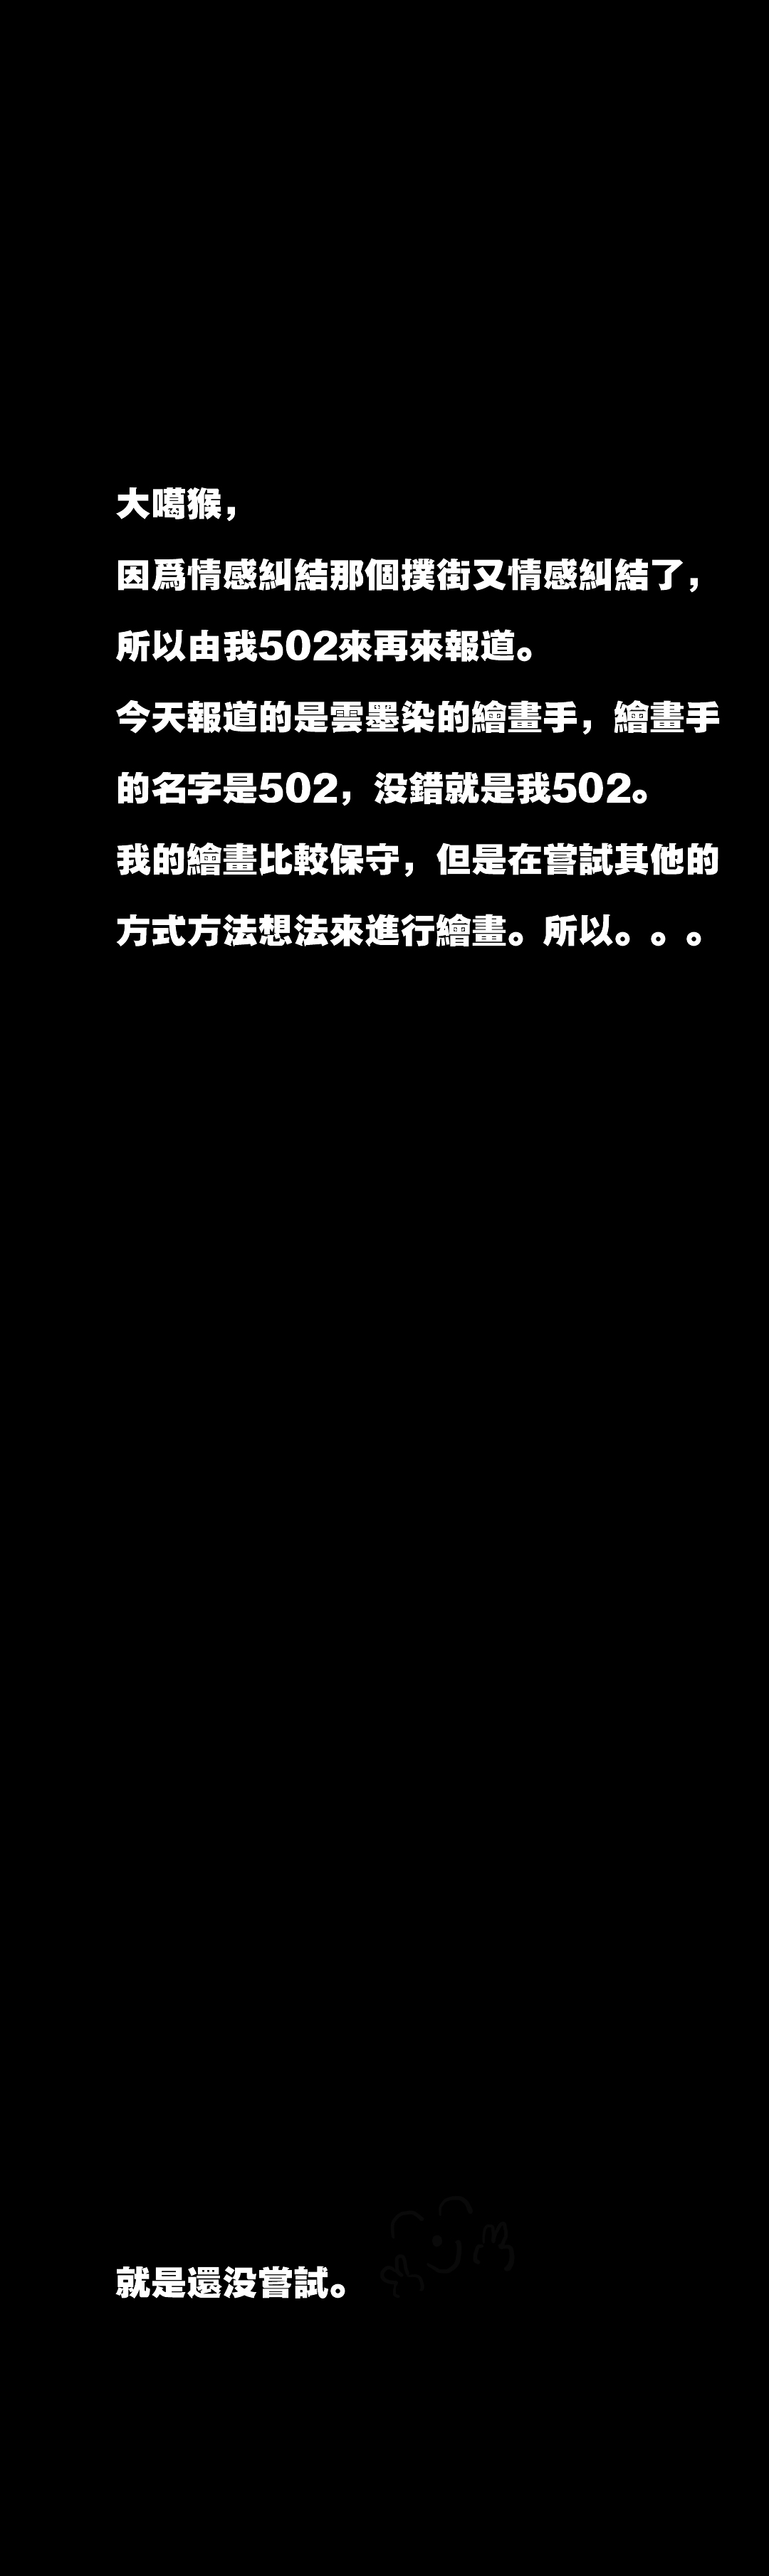 大噶猴，
因爲情感糾結那個撲街又情感糾結了，
所以由我502來再來報道。
今天報道的是雲墨染的繪畫手，繪畫手
的名字是502，没錯就是我502。
我的繪畫比較保守，但是在嘗試其他的
方式方法想法來進行繪畫。所以。。。
就是還没嘗試。